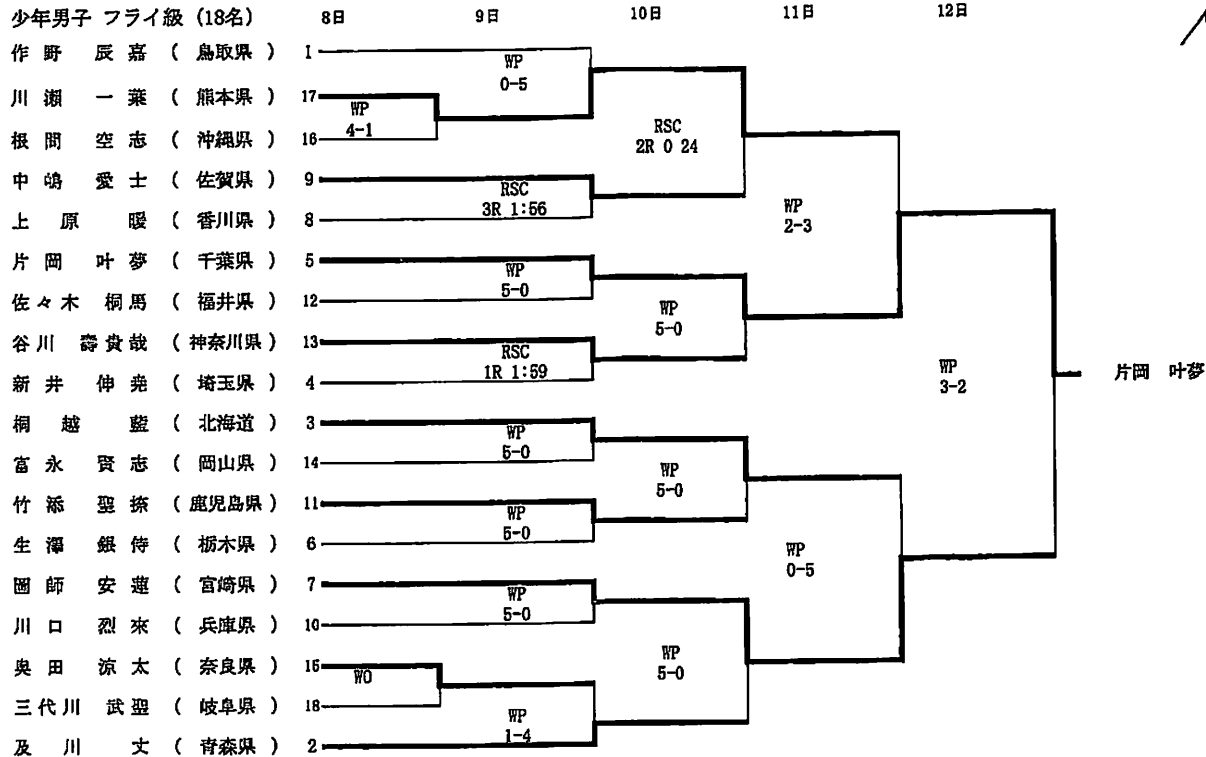 少年男子 フライ級 (18名) 8日 9日 10日 11日 12日
作野 辰嘉 ( 鳥取県 ) 1
WP
0-5
川瀬 一葉 ( 熊本県 ) 17
WP
4-1
根間 空志 ( 沖縄県 ) 16
RSC
2R 0 24
中嶋 愛士 ( 佐賀県 ) 9
RSC
3R 1:56
上原 暖 ( 香川県 ) 8
WP
2-3
片岡 叶夢 ( 千葉県 ) 5
WP
5-0
佐々木 桐馬 ( 福井県 ) 12
WP
5-0
谷川 壽貴哉 ( 神奈川県 ) 13
RSC
1R 1:59
新井 伸尭 ( 埼玉県 ) 4
WP
3-2
片岡 叶夢
桐越 藍 ( 北海道 ) 3
WP
5-0
富永 賢志 ( 岡山県 ) 14
WP
5-0
竹添 聖 ( 鹿児島県 ) 11
WP
5-0
生澤 銀侍 ( 栃木県 ) 6
WP
0-5
圖師 安蓮 ( 宮崎県 ) 7
WP
5-0
川口 烈來 ( 兵庫県 ) 10
WP
5-0
奥田 涼太 ( 奈良県 ) 15
WO
三代川 武聖 ( 岐阜県 ) 18
WP
1-4
及川 丈 ( 青森県 ) 2